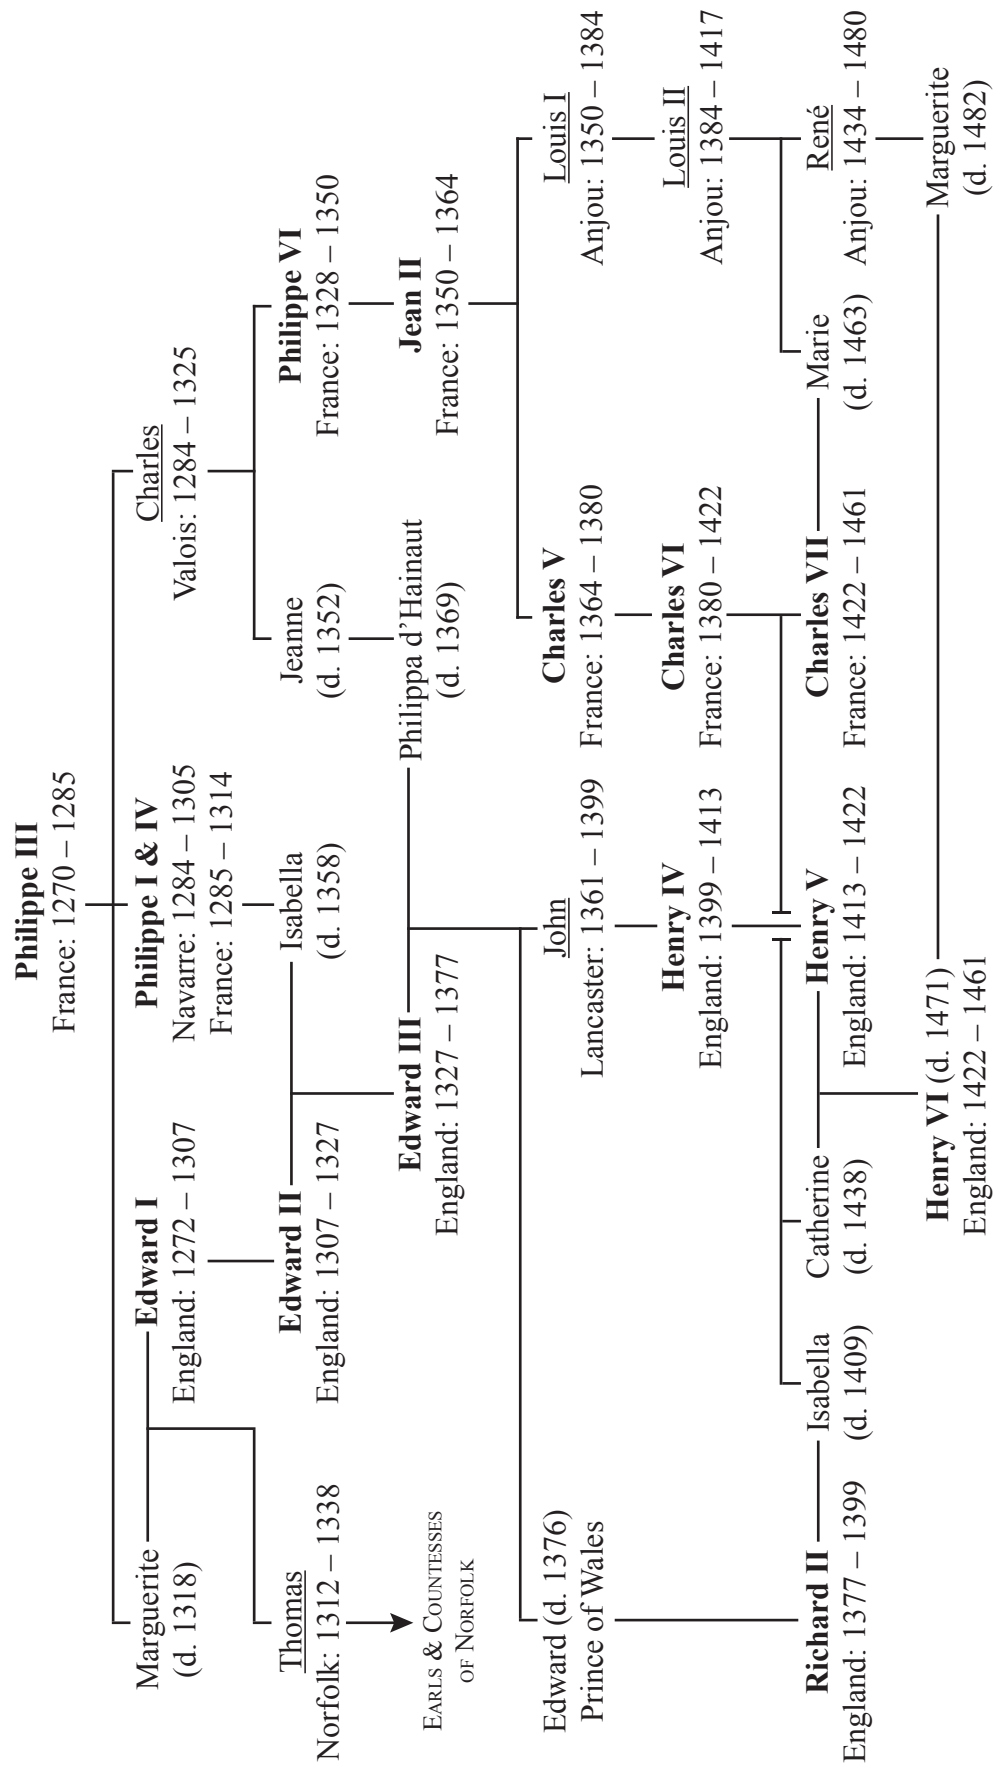 Philippe III
France: 1270 – 1285
Marguerite
(d. 1318)
Edward I
England: 1272 – 1307
Philippe I & IV
Navarre: 1284 – 1305
France: 1285 – 1314
Charles
Valois: 1284 – 1325
Thomas
Norfolk: 1312 – 1338
Edward II
England: 1307 – 1327
Isabella
(d. 1358)
Jeanne
(d. 1352)
Philippe VI
France: 1328 – 1350
Earls & Countesses
of Norfolk
Edward III
England: 1327 – 1377
Philippa d'Hainaut
(d. 1369)
Jean II
France: 1350 – 1364
Edward (d. 1376)
Prince of Wales
John
Lancaster: 1361 – 1399
Charles V
France: 1364 – 1380
Louis I
Anjou: 1350 – 1384
Henry IV
England: 1399 – 1413
Charles VI
France: 1380 – 1422
Louis II
Anjou: 1384 – 1417
Richard II
England: 1377 – 1399
Isabella
(d. 1409)
Catherine
(d. 1438)
Henry V
England: 1413 – 1422
Charles VII
France: 1422 – 1461
Marie
(d. 1463)
René
Anjou: 1434 – 1480
Henry VI (d. 1471)
England: 1422 – 1461
Marguerite
(d. 1482)